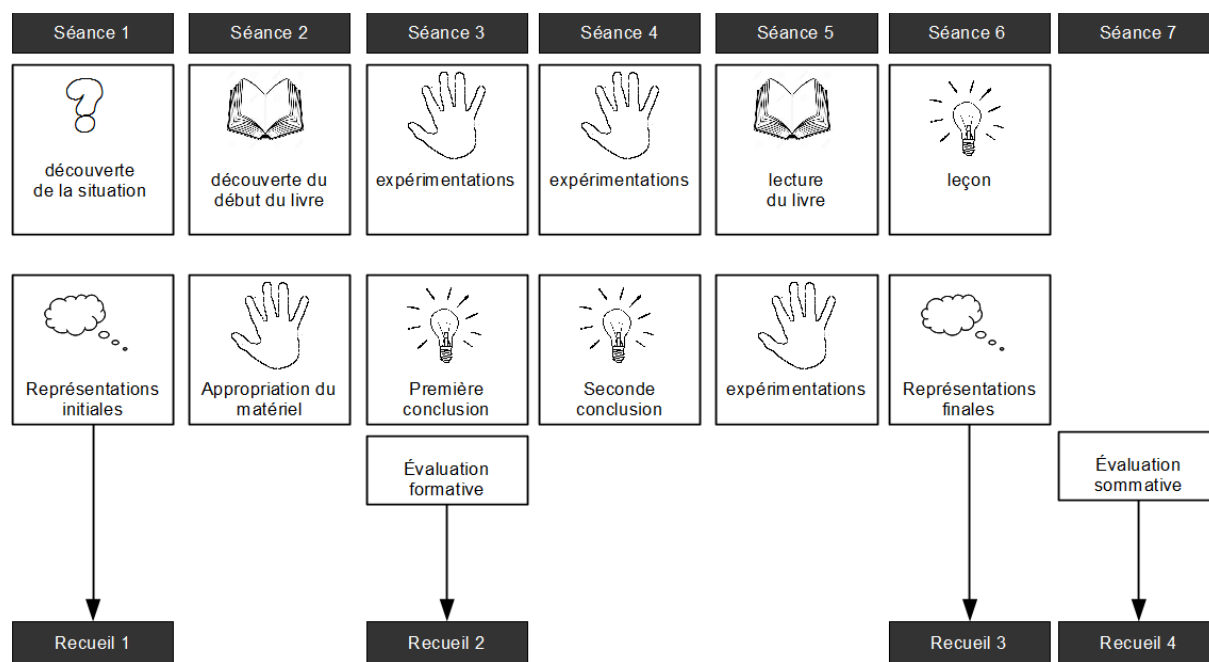 Séance 1
Séance 2
Séance 3
Séance 4
Séance 5
Séance 6
Séance 7
découverte
de la situation
découverte du
début du livre
expérimentations
expérimentations
lecture
du livre
leçon
Représentations
initiales
Appropriation du
matériel
Première
conclusion
Seconde
conclusion
expérimentations
Représentations
finales
Évaluation
formative
Évaluation
sommative
Recueil 1
Recueil 2
Recueil 3
Recueil 4